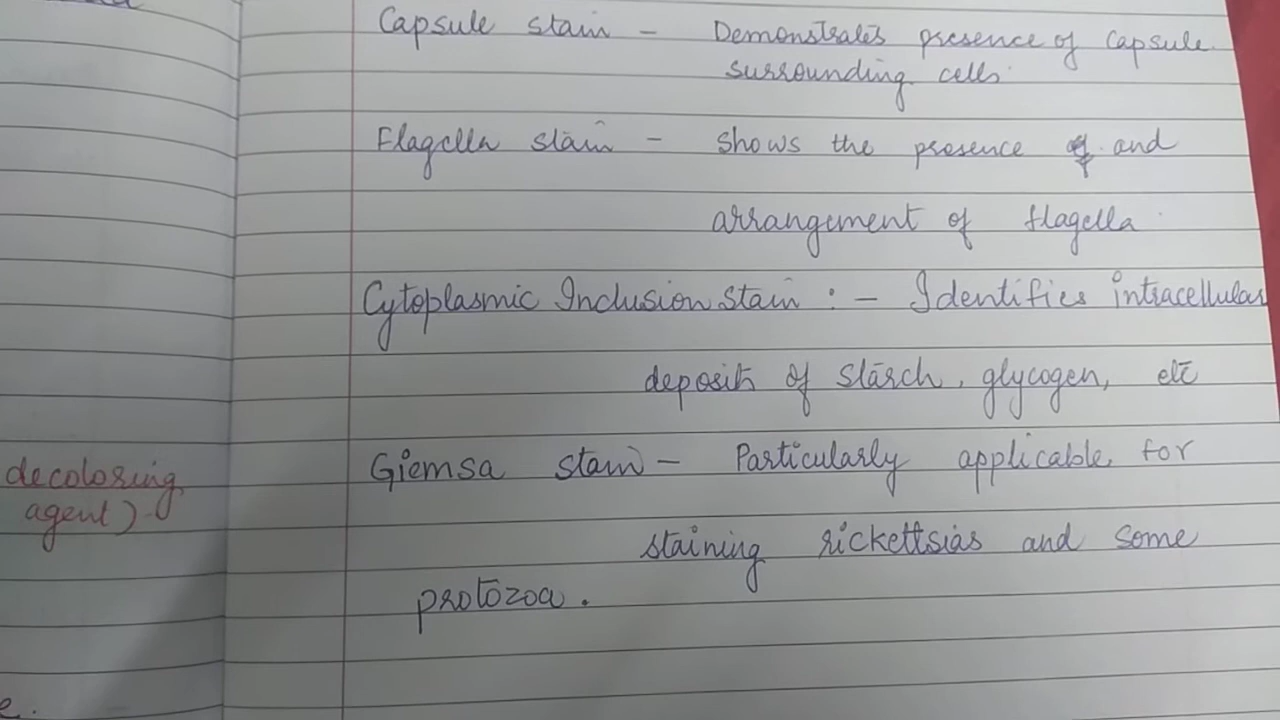 Capsule stain - Demonstrates presence of capsule
surrounding cells.
Flagella stain - Shows the presence of and
arrangement of flagella.
Cytoplasmic Inclusion Stain : - Identifies intracellular
deposits of starch, glycogen, etc
Giemsa stain - Particularly applicable for
staining rickettsias and some
protozoa.
decoloring
agent)
e.